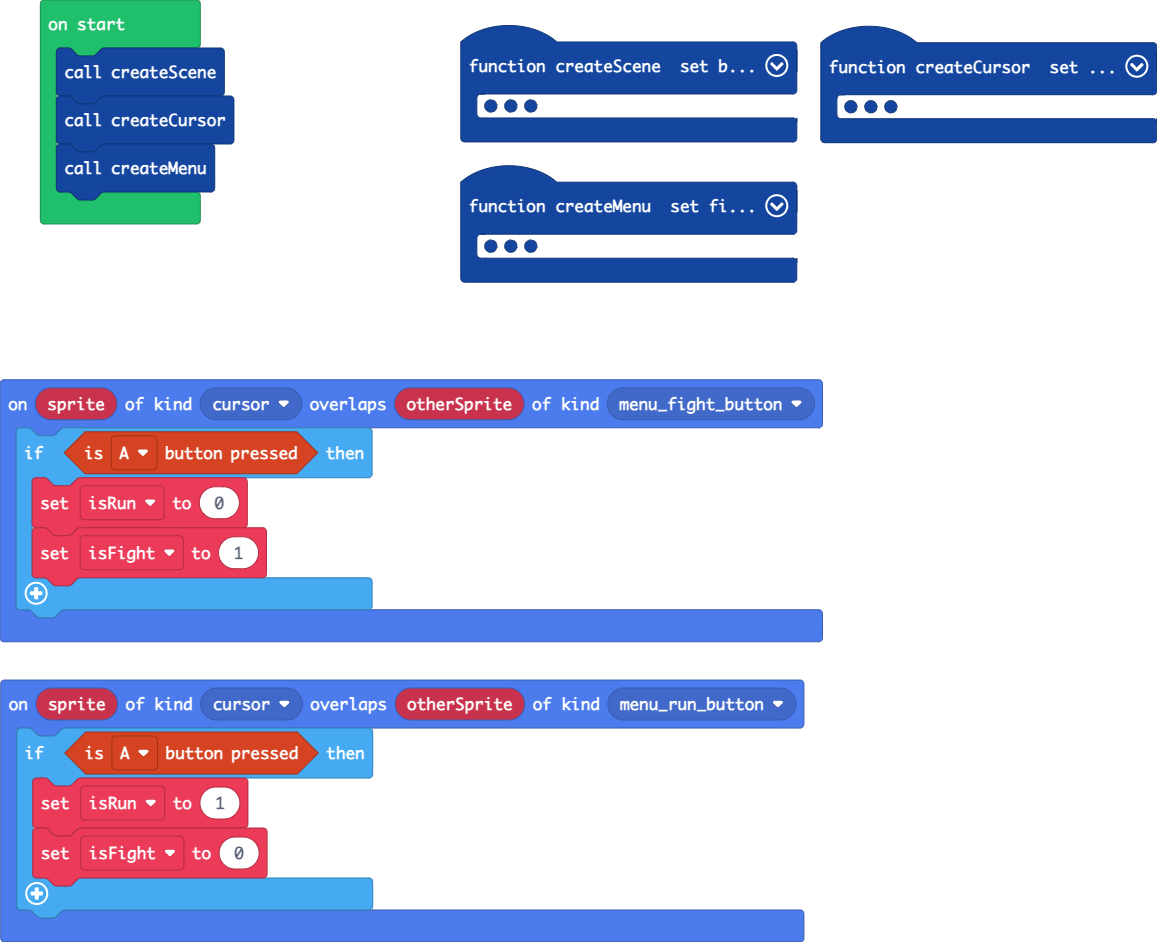 on start
call createScene
call createCursor
call createMenu
function createScene set b...
function createCursor set ...
function createMenu set fi...
on sprite of kind cursor overlaps otherSprite of kind menu_fight_button
if is A button pressed then
set isRun to 0
set isFight to 1
on sprite of kind cursor overlaps otherSprite of kind menu_run_button
if is A button pressed then
set isRun to 1
set isFight to 0